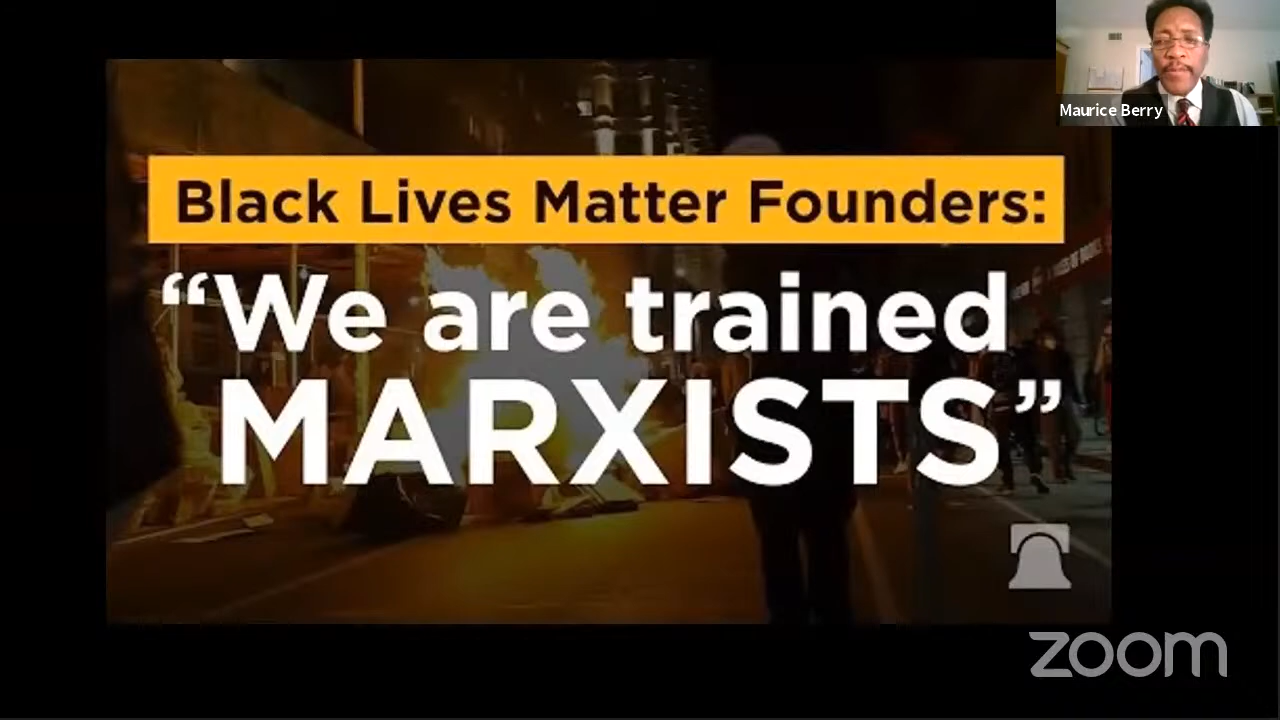 Maurice Berry
Black Lives Matter Founders:
“We are trained
MARXISTS”
zoom